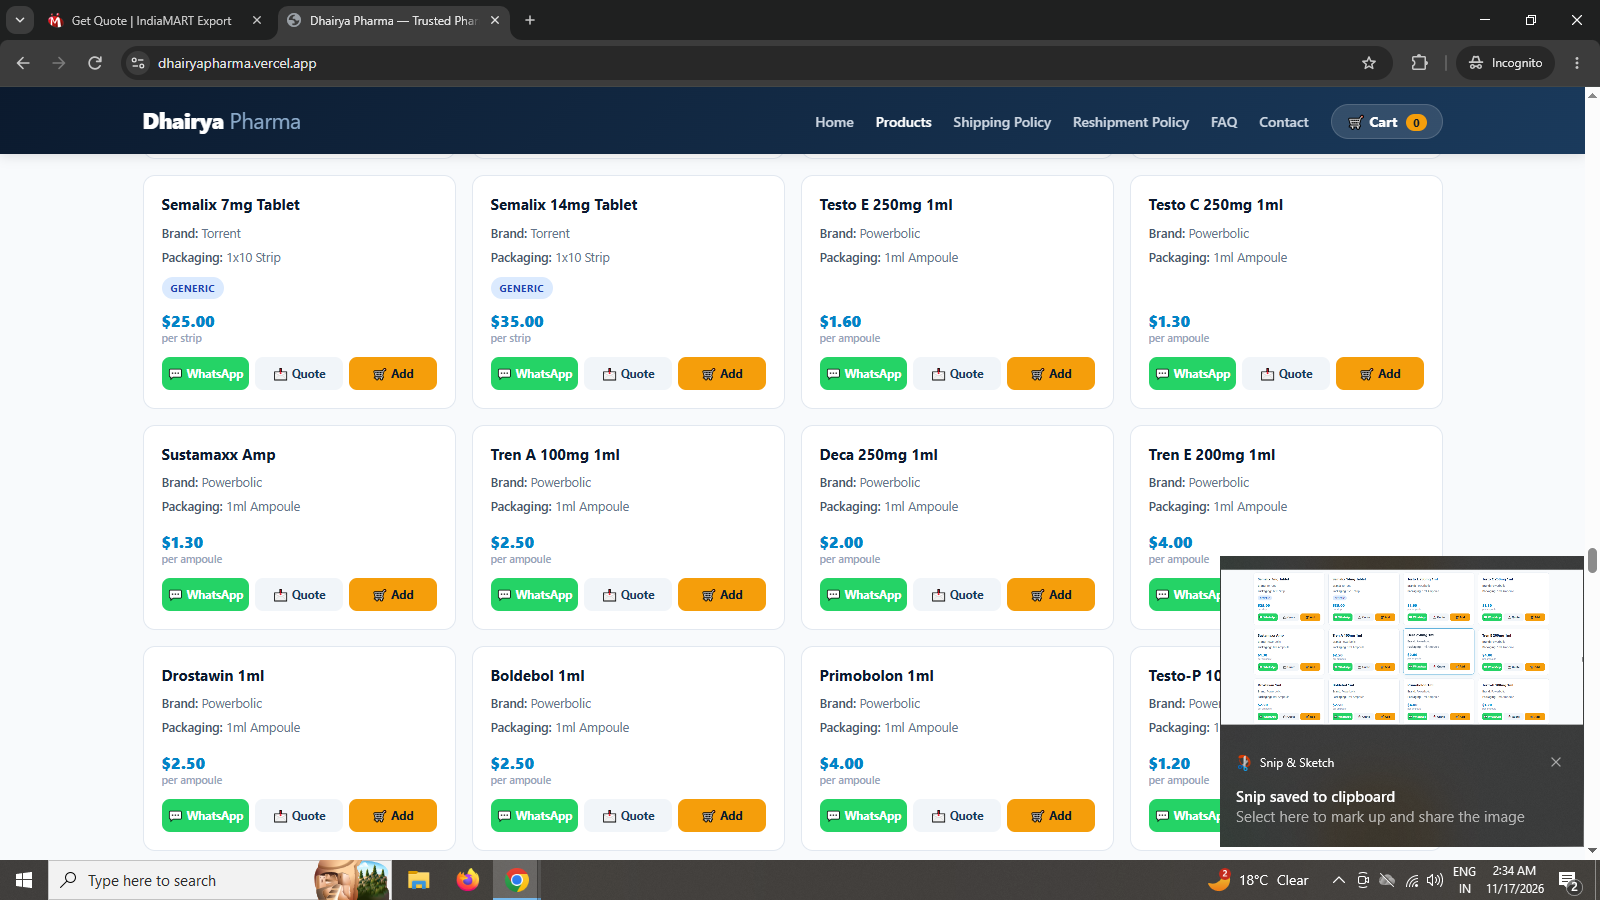 Get Quote | IndiaMART Export
Dhairya Pharma — Trusted Phar
dhairyapharma.vercel.app
Incognito
Dhairya Pharma
Home
Products
Shipping Policy
Reshipment Policy
FAQ
Contact
Cart 0
Semalix 7mg Tablet
Brand: Torrent
Packaging: 1x10 Strip
GENERIC
$25.00
per strip
WhatsApp Quote Add
Semalix 14mg Tablet
Brand: Torrent
Packaging: 1x10 Strip
GENERIC
$35.00
per strip
WhatsApp Quote Add
Testo E 250mg 1ml
Brand: Powerbolic
Packaging: 1ml Ampoule
$1.60
per ampoule
WhatsApp Quote Add
Testo C 250mg 1ml
Brand: Powerbolic
Packaging: 1ml Ampoule
$1.30
per ampoule
WhatsApp Quote Add
Sustamaxx Amp
Brand: Powerbolic
Packaging: 1ml Ampoule
$1.30
per ampoule
WhatsApp Quote Add
Tren A 100mg 1ml
Brand: Powerbolic
Packaging: 1ml Ampoule
$2.50
per ampoule
WhatsApp Quote Add
Deca 250mg 1ml
Brand: Powerbolic
Packaging: 1ml Ampoule
$2.00
per ampoule
WhatsApp Quote Add
Tren E 200mg 1ml
Brand: Powerbolic
Packaging: 1ml Ampoule
$4.00
per ampoule
WhatsAp
Drostawin 1ml
Brand: Powerbolic
Packaging: 1ml Ampoule
$2.50
per ampoule
WhatsApp Quote Add
Boldebol 1ml
Brand: Powerbolic
Packaging: 1ml Ampoule
$2.50
per ampoule
WhatsApp Quote Add
Primobolon 1ml
Brand: Powerbolic
Packaging: 1ml Ampoule
$4.00
per ampoule
WhatsApp Quote Add
Testo-P 10
Brand: Power
Packaging: 1
$1.20
per ampoule
WhatsAp
Snip & Sketch
Snip saved to clipboard
Select here to mark up and share the image
Type here to search
2
18°C Clear
ENG
IN
2:34 AM
11/17/2026
2